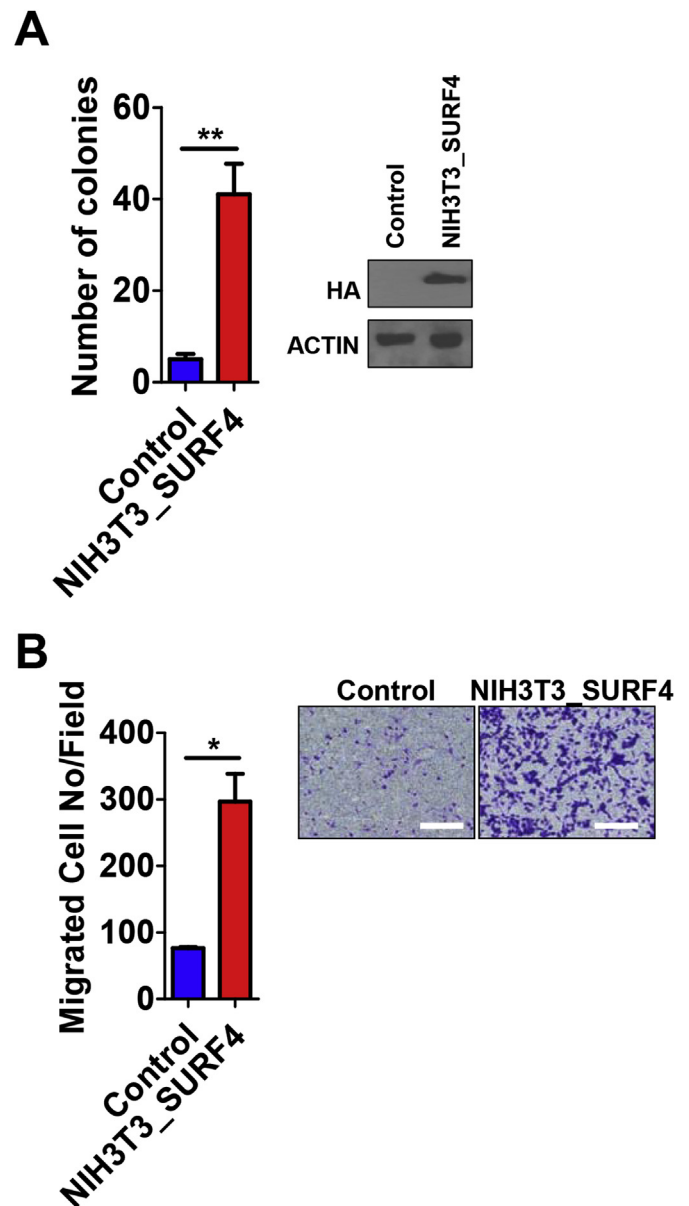 A
Number of colonies
60
40
20
0
**
Control
NIH3T3_SURF4
Control
NIH3T3_SURF4
HA
ACTIN
B
Migrated Cell No/Field
400
300
200
100
0
*
Control
NIH3T3_SURF4
Control
NIH3T3_SURF4